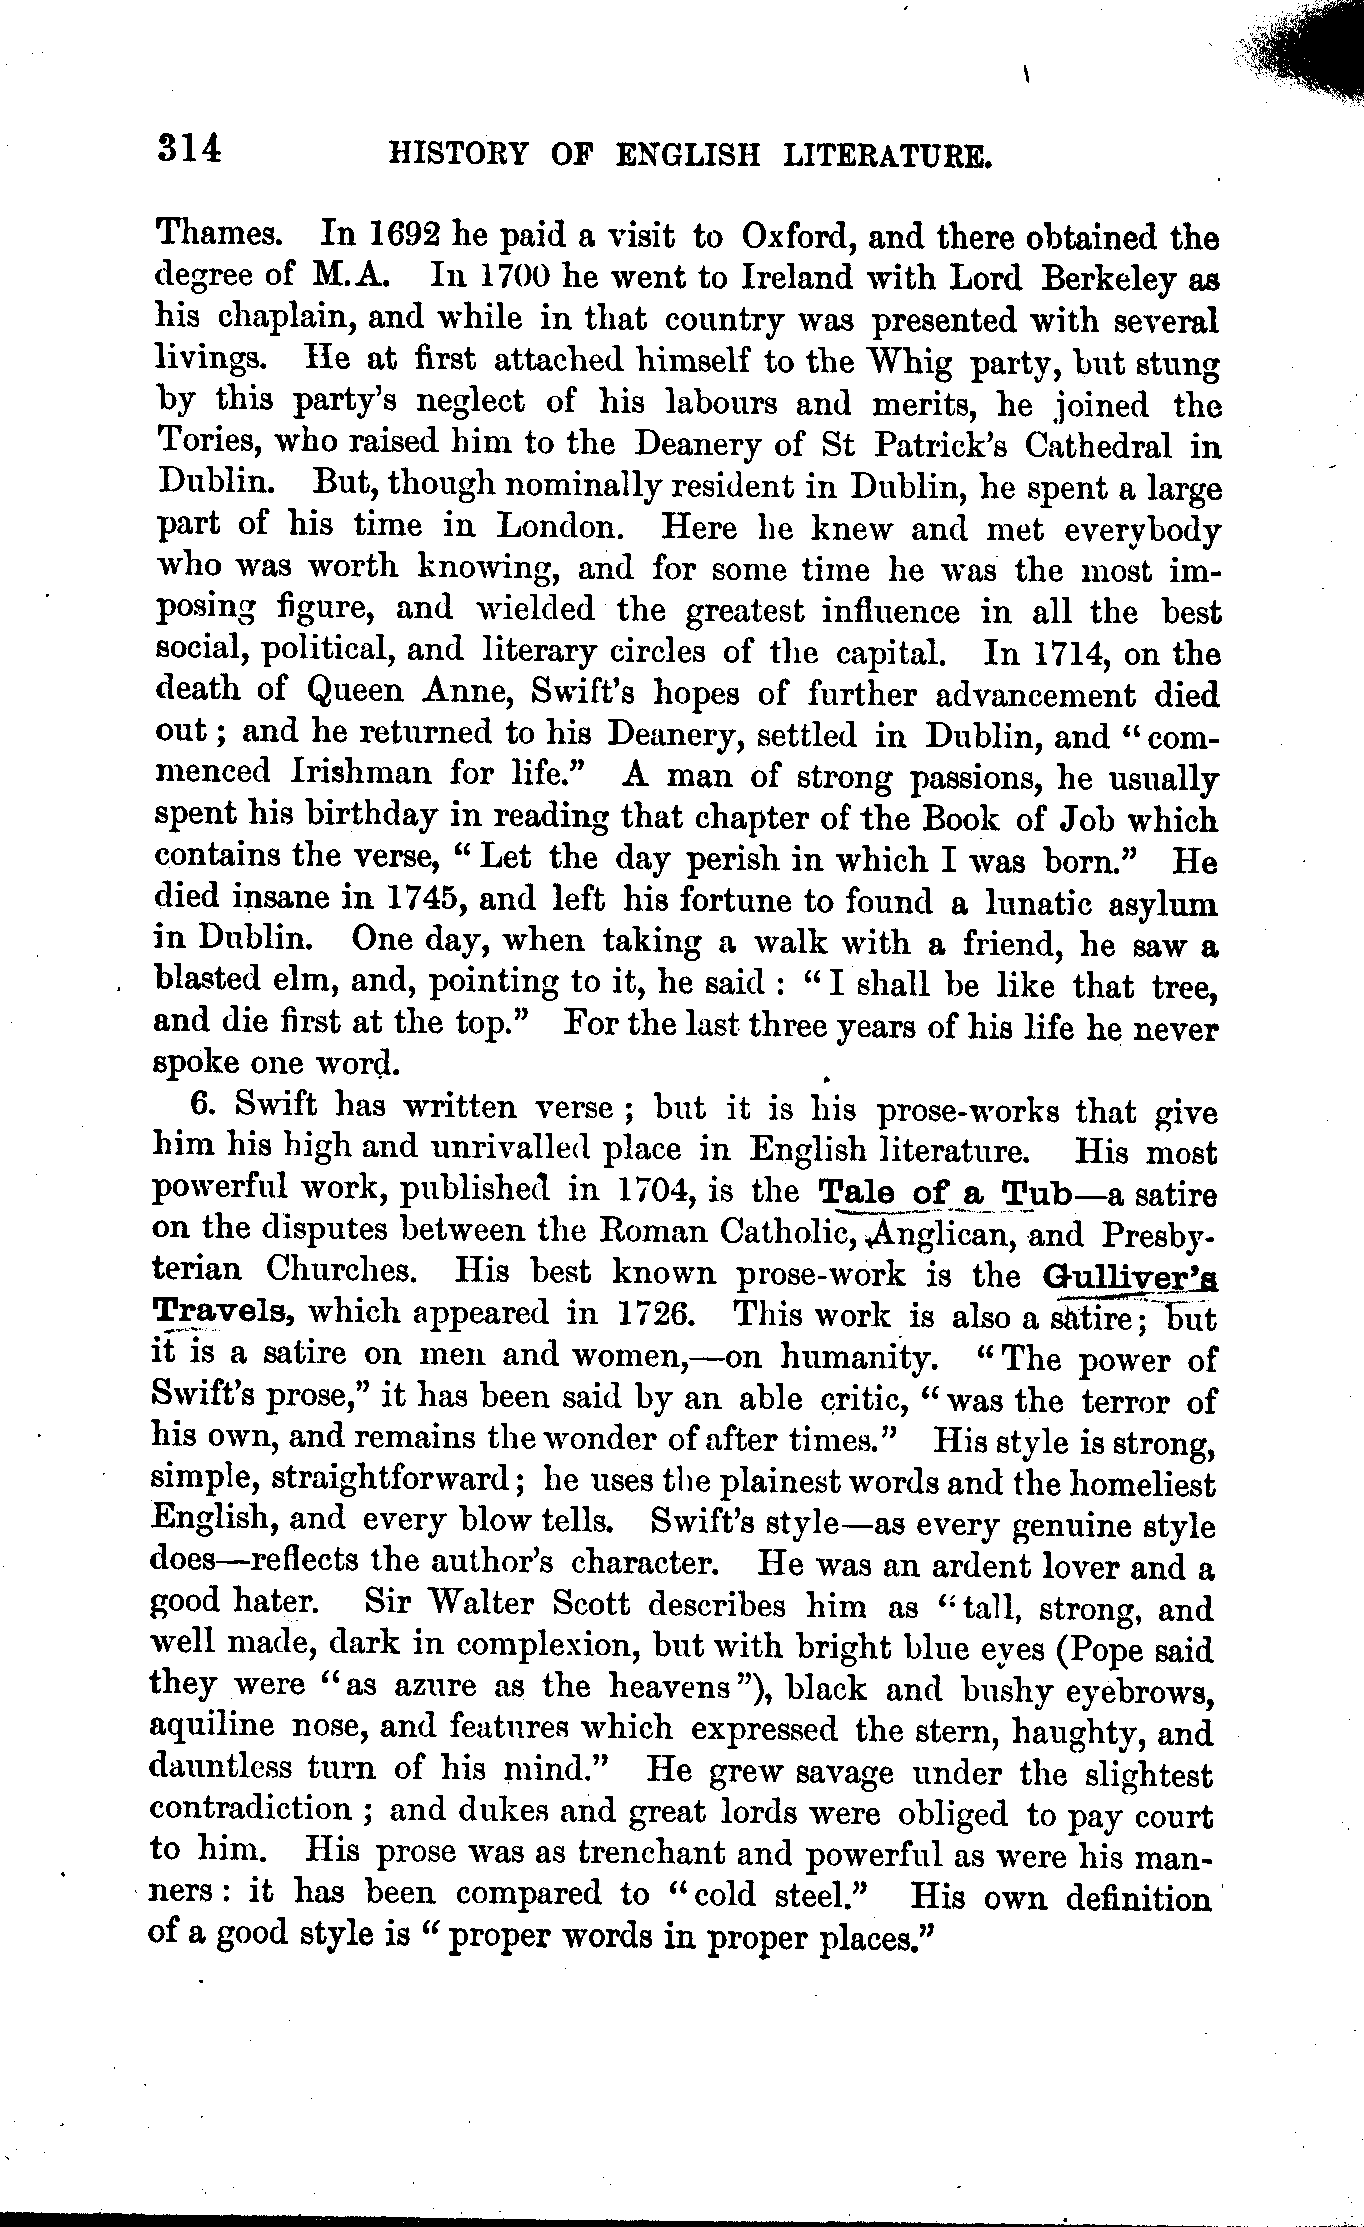 314 HISTORY OF ENGLISH LITERATURE.
Thames. In 1692 he paid a visit to Oxford, and there obtained the
degree of M.A. In 1700 he went to Ireland with Lord Berkeley as
his chaplain, and while in that country was presented with several
livings. He at first attached himself to the Whig party, but stung
by this party's neglect of his labours and merits, he joined the
Tories, who raised him to the Deanery of St Patrick's Cathedral in
Dublin. But, though nominally resident in Dublin, he spent a large
part of his time in London. Here he knew and met everybody
who was worth knowing, and for some time he was the most im-
posing figure, and wielded the greatest influence in all the best
social, political, and literary circles of the capital. In 1714, on the
death of Queen Anne, Swift's hopes of further advancement died
out; and he returned to his Deanery, settled in Dublin, and "com-
menced Irishman for life." A man of strong passions, he usually
spent his birthday in reading that chapter of the Book of Job which
contains the verse, "Let the day perish in which I was born." He
died insane in 1745, and left his fortune to found a lunatic asylum
in Dublin. One day, when taking a walk with a friend, he saw a
blasted elm, and, pointing to it, he said: "I shall be like that tree,
and die first at the top." For the last three years of his life he never
spoke one word.
6. Swift has written verse; but it is his prose-works that give
him his high and unrivalled place in English literature. His most
powerful work, published in 1704, is the Tale of a Tub—a satire
on the disputes between the Roman Catholic, Anglican, and Presby-
terian Churches. His best known prose-work is the Gulliver's
Travels, which appeared in 1726. This work is also a satire; but
it is a satire on men and women,—on humanity. "The power of
Swift's prose," it has been said by an able critic, "was the terror of
his own, and remains the wonder of after times." His style is strong,
simple, straightforward; he uses the plainest words and the homeliest
English, and every blow tells. Swift's style—as every genuine style
does—reflects the author's character. He was an ardent lover and a
good hater. Sir Walter Scott describes him as "tall, strong, and
well made, dark in complexion, but with bright blue eyes (Pope said
they were "as azure as the heavens"), black and bushy eyebrows,
aquiline nose, and features which expressed the stern, haughty, and
dauntless turn of his mind." He grew savage under the slightest
contradiction; and dukes and great lords were obliged to pay court
to him. His prose was as trenchant and powerful as were his man-
ners: it has been compared to "cold steel." His own definition
of a good style is "proper words in proper places."